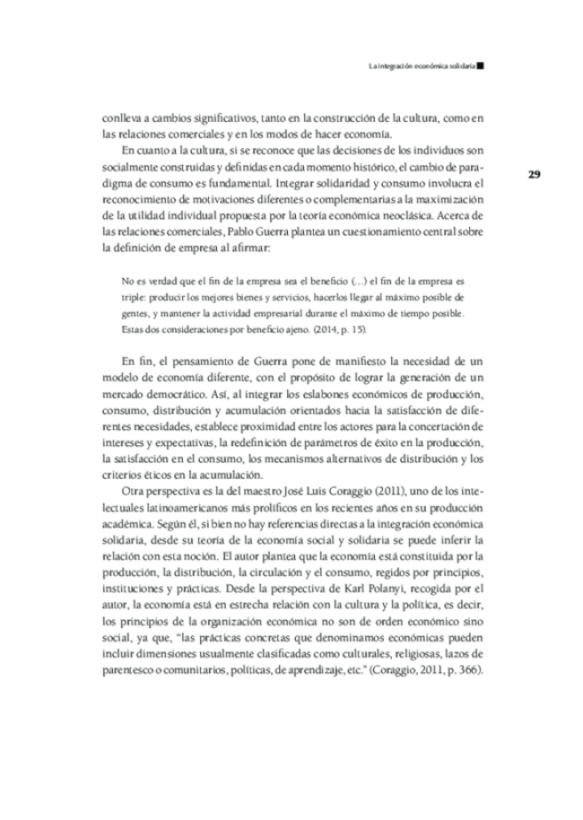 La integración económica solidaria
conlleva a cambios significativos, tanto en la construcción de la cultura, como en
las relaciones comerciales y en los modos de hacer economía.
En cuanto a la cultura, si se reconoce que las decisiones de los individuos son
socialmente construidas y definidas en cada momento histórico, el cambio de para-
29
digma de consumo es fundamental. Integrar solidaridad y consumo involucra el
reconocimiento de motivaciones diferentes o complementarias a la maximización
de la utilidad individual propuesta por la teoría económica neoclásica. Acerca de
las relaciones comerciales, Pablo Guerra plantea un cuestionamiento central sobre
la definición de empresa al afirmar:
No es verdad que el fin de la empresa sea el beneficio (…) el fin de la empresa es
triple: producir los mejores bienes y servicios, hacerlos llegar al máximo posible de
gentes, y mantener la actividad empresarial durante el máximo de tiempo posible.
Estas dos consideraciones por beneficio ajeno. (2014, p. 15).
En fin, el pensamiento de Guerra pone de manifiesto la necesidad de un
modelo de economía diferente, con el propósito de lograr la generación de un
mercado democrático. Así, al integrar los eslabones económicos de producción,
consumo, distribución y acumulación orientados hacia la satisfacción de dife-
rentes necesidades, establece proximidad entre los actores para la concertación de
intereses y expectativas, la redefinición de parámetros de éxito en la producción,
la satisfacción en el consumo, los mecanismos alternativos de distribución y los
criterios éticos en la acumulación.
Otra perspectiva es la del maestro José Luis Coraggio (2011), uno de los inte-
lectuales latinoamericanos más prolíficos en los recientes años en su producción
académica. Según él, si bien no hay referencias directas a la integración económica
solidaria, desde su teoría de la economía social y solidaria se puede inferir la
relación con esta noción. El autor plantea que la economía está constituida por la
producción, la distribución, la circulación y el consumo, regidos por principios,
instituciones y prácticas. Desde la perspectiva de Karl Polanyi, recogida por el
autor, la economía está en estrecha relación con la cultura y la política, es decir,
los principios de la organización económica no son de orden económico sino
social, ya que, “las prácticas concretas que denominamos económicas pueden
incluir dimensiones usualmente clasificadas como culturales, religiosas, lazos de
parentesco o comunitarios, políticas, de aprendizaje, etc.” (Coraggio, 2011, p. 366).